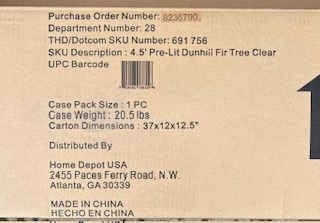 Purchase Order Number: 8236790
Department Number: 28
THD/Dotcom SKU Number: 691 756
SKU Description : 4.5' Pre-Lit Dunhill Fir Tree Clear
UPC Barcode
Case Pack Size : 1 PC
Case Weight : 20.5 lbs
Carton Dimensions : 37x12x12.5"
Distributed By
Home Depot USA
2455 Paces Ferry Road, N.W.
Atlanta, GA 30339
MADE IN CHINA
HECHO EN CHINA